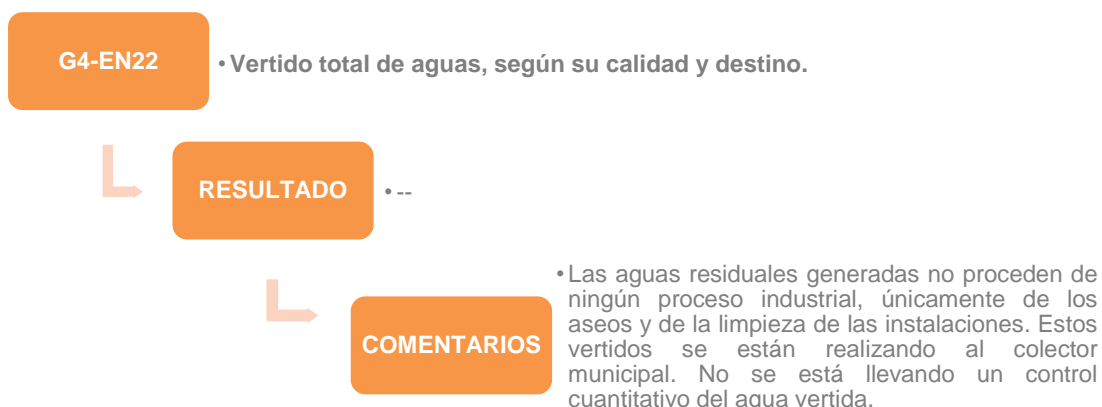 G4-EN22
• Vertido total de aguas, según su calidad y destino.
RESULTADO
• --
COMENTARIOS
• Las aguas residuales generadas no proceden de
ningún proceso industrial, únicamente de los
aseos y de la limpieza de las instalaciones. Estos
vertidos se están realizando al colector
municipal. No se está llevando un control
cuantitativo del agua vertida.